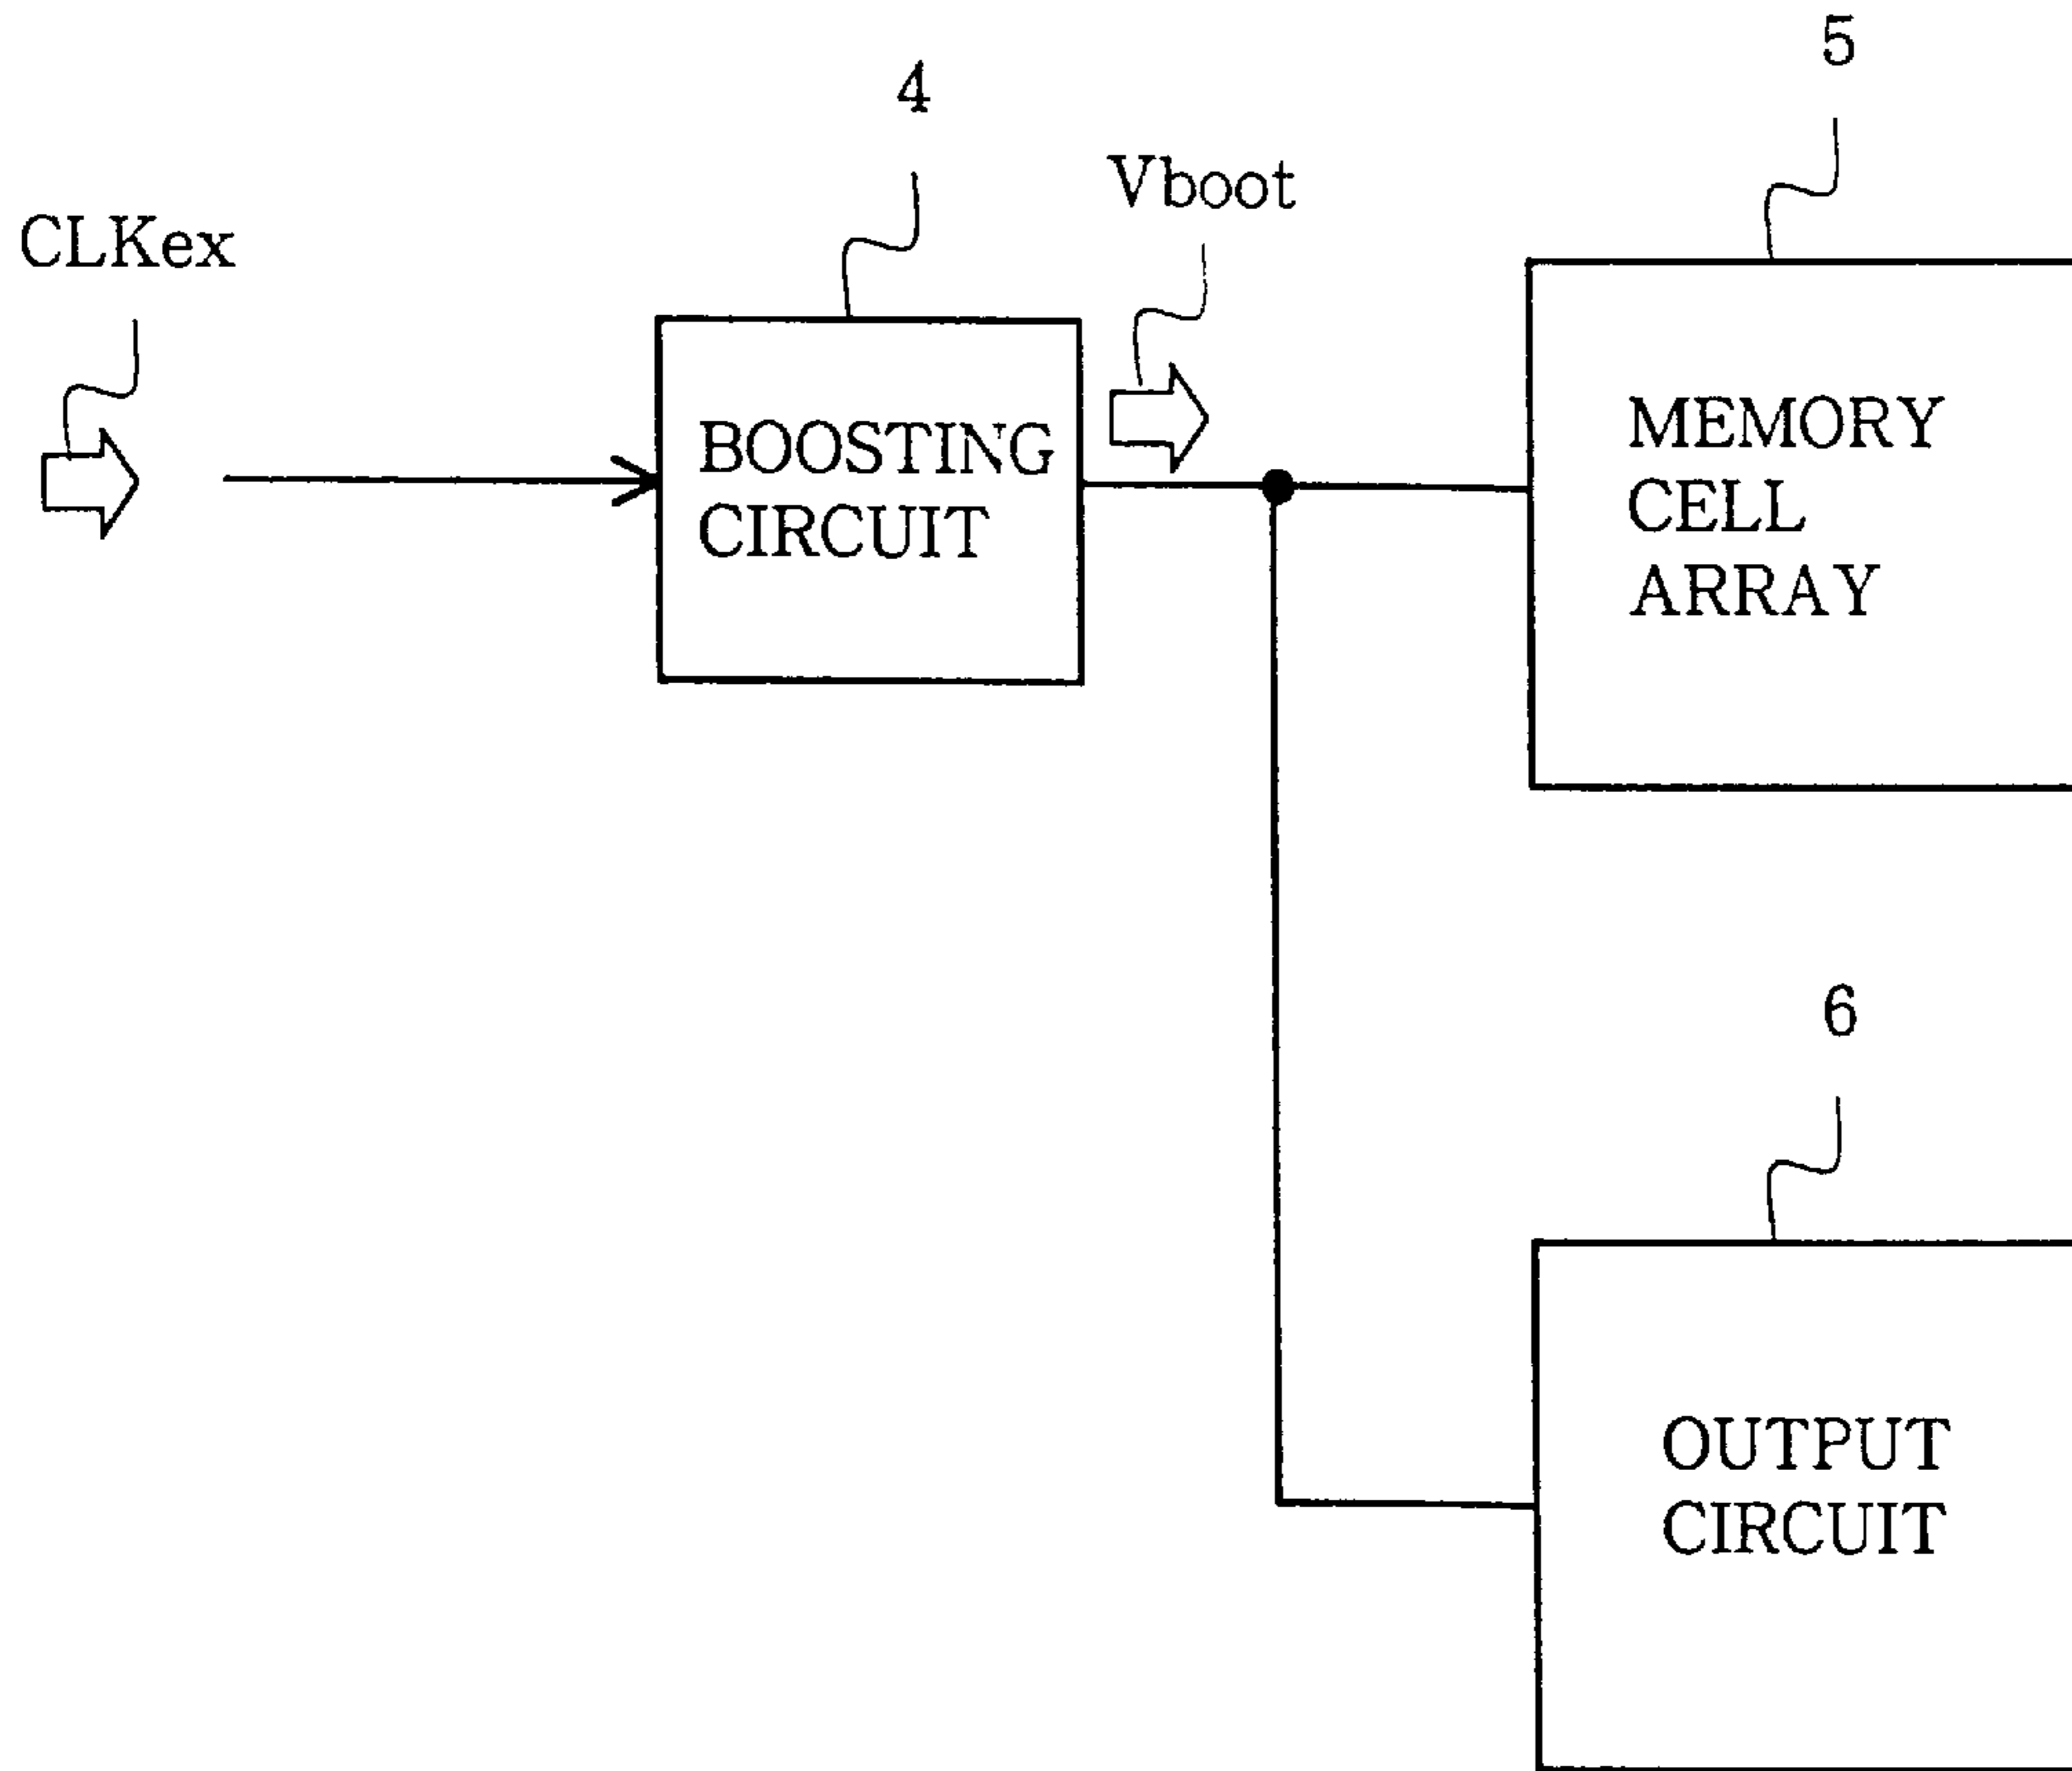 5
4
Vboot
CLKex
BOOSTING
CIRCUIT
MEMORY
CELL
ARRAY
6
OUTPUT
CIRCUIT